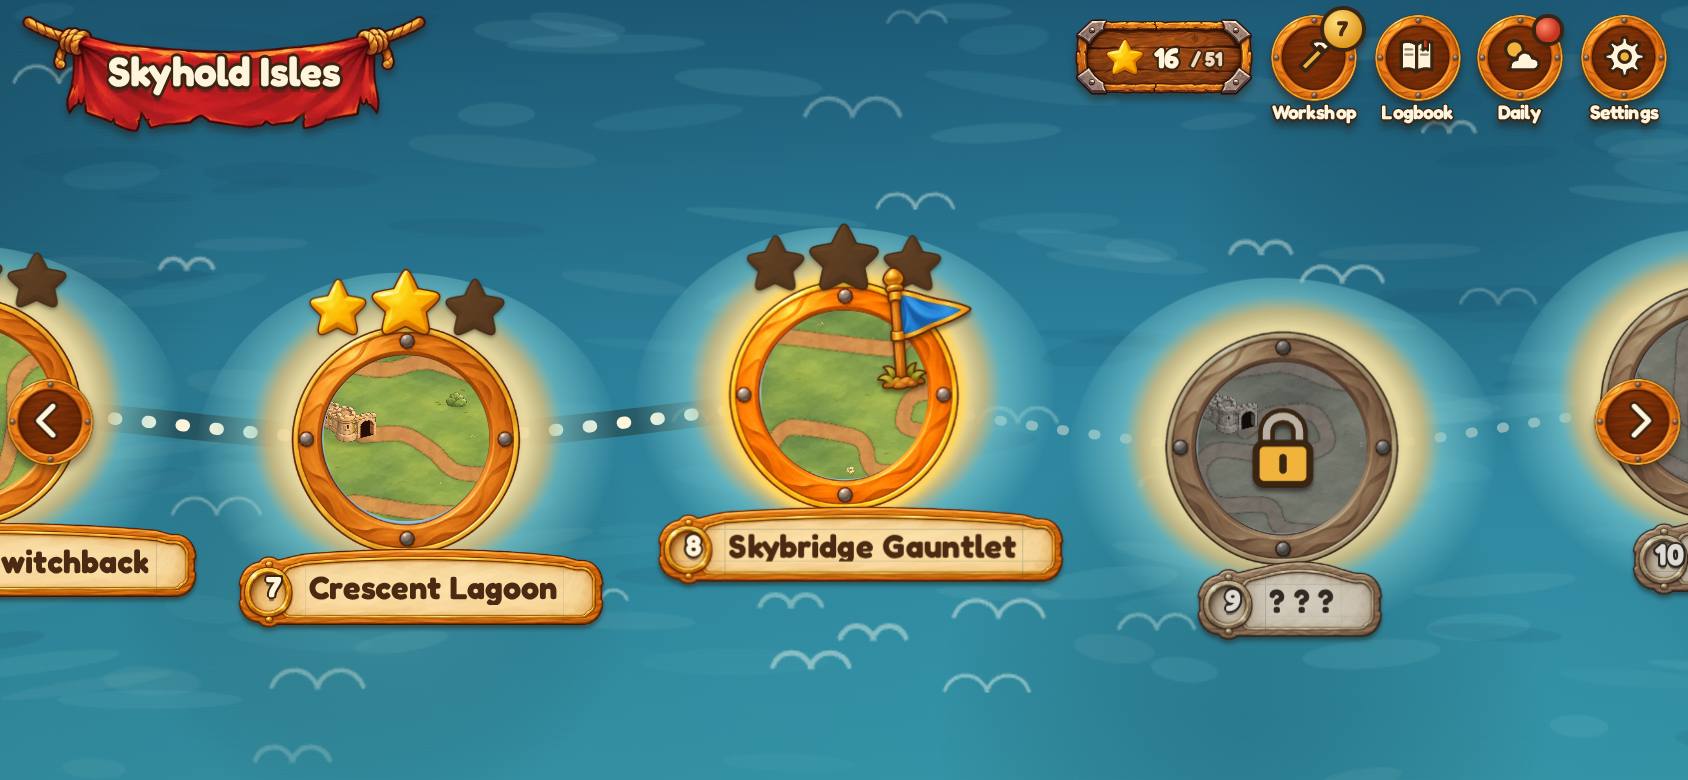 Skyhold Isles
16 / 51
7
Workshop
Logbook
Daily
Settings
witchback
7 Crescent Lagoon
8 Skybridge Gauntlet
9 ? ? ?
10